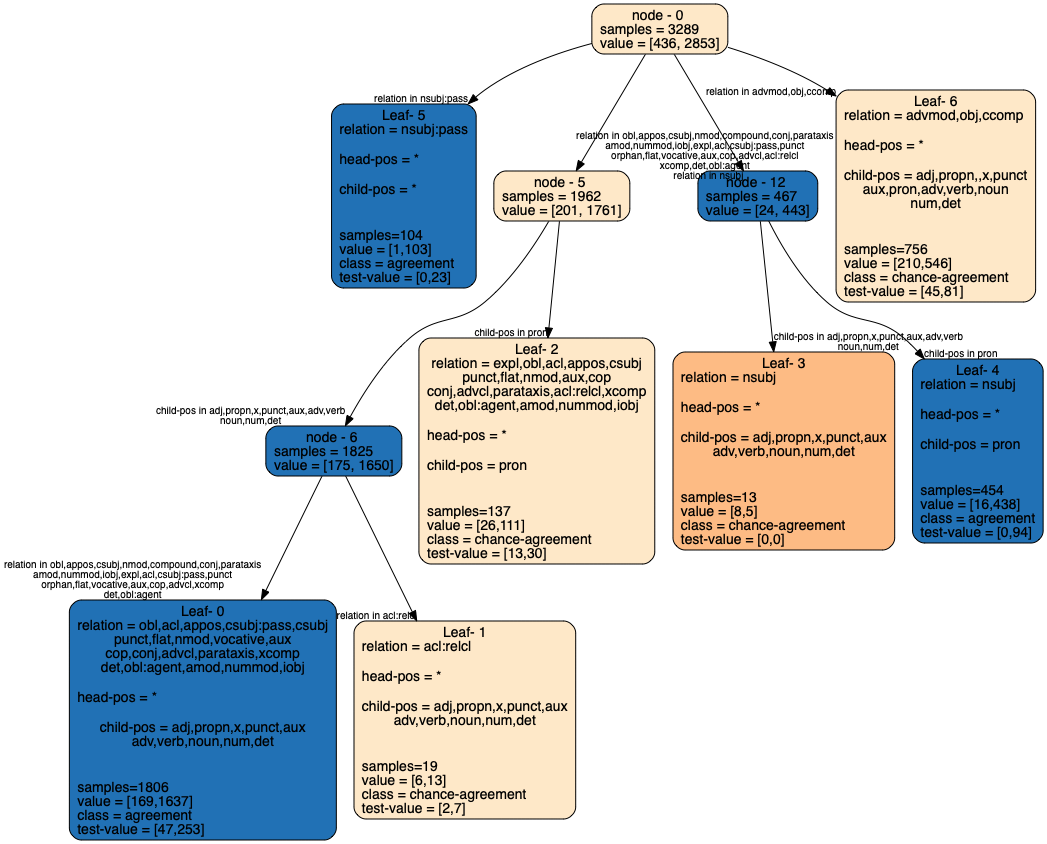 node - 0
samples = 3289
value = [436, 2853]
relation in nsubj:pass
relation in advmod,obj,ccomp
Leaf- 5
relation = nsubj:pass
head-pos = *
child-pos = *
samples=104
value = [1,103]
class = agreement
test-value = [0,23]
relation in obl,appos,csubj,nmod,compound,conj,parataxis
amod,nummod,iobj,expl,acl,csubj:pass,punct
orphan,flat,vocative,aux,cop,advcl,acl:relcl
xcomp,det,obl:agent
relation in nsubj
node - 5
samples = 1962
value = [201, 1761]
node - 12
samples = 467
value = [24, 443]
Leaf- 6
relation = advmod,obj,ccomp
head-pos = *
child-pos = adj,propn,,x,punct
aux,pron,adv,verb,noun
num,det
samples=756
value = [210,546]
class = chance-agreement
test-value = [45,81]
child-pos in pron
Leaf- 2
relation = expl,obl,acl,appos,csubj
punct,flat,nmod,aux,cop
conj,advcl,parataxis,acl:relcl,xcomp
det,obl:agent,amod,nummod,iobj
head-pos = *
child-pos = pron
samples=137
value = [26,111]
class = chance-agreement
test-value = [13,30]
child-pos in adj,propn,x,punct,aux,adv,verb
noun,num,det
Leaf- 3
relation = nsubj
head-pos = *
child-pos = adj,propn,x,punct,aux
adv,verb,noun,num,det
samples=13
value = [8,5]
class = chance-agreement
test-value = [0,0]
child-pos in pron
Leaf- 4
relation = nsubj
head-pos = *
child-pos = pron
samples=454
value = [16,438]
class = agreement
test-value = [0,94]
child-pos in adj,propn,x,punct,aux,adv,verb
noun,num,det
node - 6
samples = 1825
value = [175, 1650]
relation in obl,appos,csubj,nmod,compound,conj,parataxis
amod,nummod,iobj,expl,acl,csubj:pass,punct
orphan,flat,vocative,aux,cop,advcl,xcomp
det,obl:agent
Leaf- 0
relation = obl,acl,appos,csubj:pass,csubj
punct,flat,nmod,vocative,aux
cop,conj,advcl,parataxis,xcomp
det,obl:agent,amod,nummod,iobj
head-pos = *
child-pos = adj,propn,x,punct,aux
adv,verb,noun,num,det
samples=1806
value = [169,1637]
class = agreement
test-value = [47,253]
relation in acl:relcl
Leaf- 1
relation = acl:relcl
head-pos = *
child-pos = adj,propn,x,punct,aux
adv,verb,noun,num,det
samples=19
value = [6,13]
class = chance-agreement
test-value = [2,7]